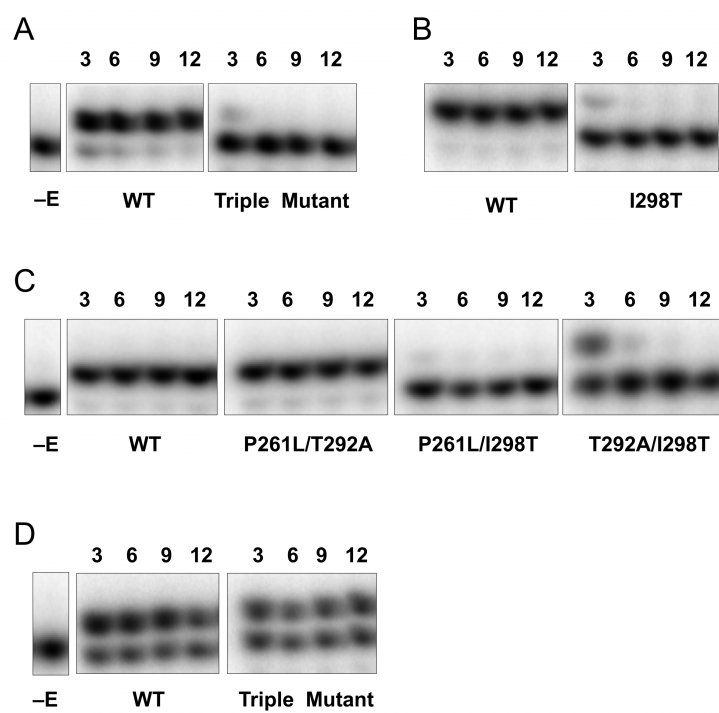 A B
3 6 9 12 3 6 9 12 3 6 9 12 3 6 9 12
–E WT Triple Mutant WT I298T
C
3 6 9 12 3 6 9 12 3 6 9 12 3 6 9 12
–E WT P261L/T292A P261L/I298T T292A/I298T
D
3 6 9 12 3 6 9 12
–E WT Triple Mutant